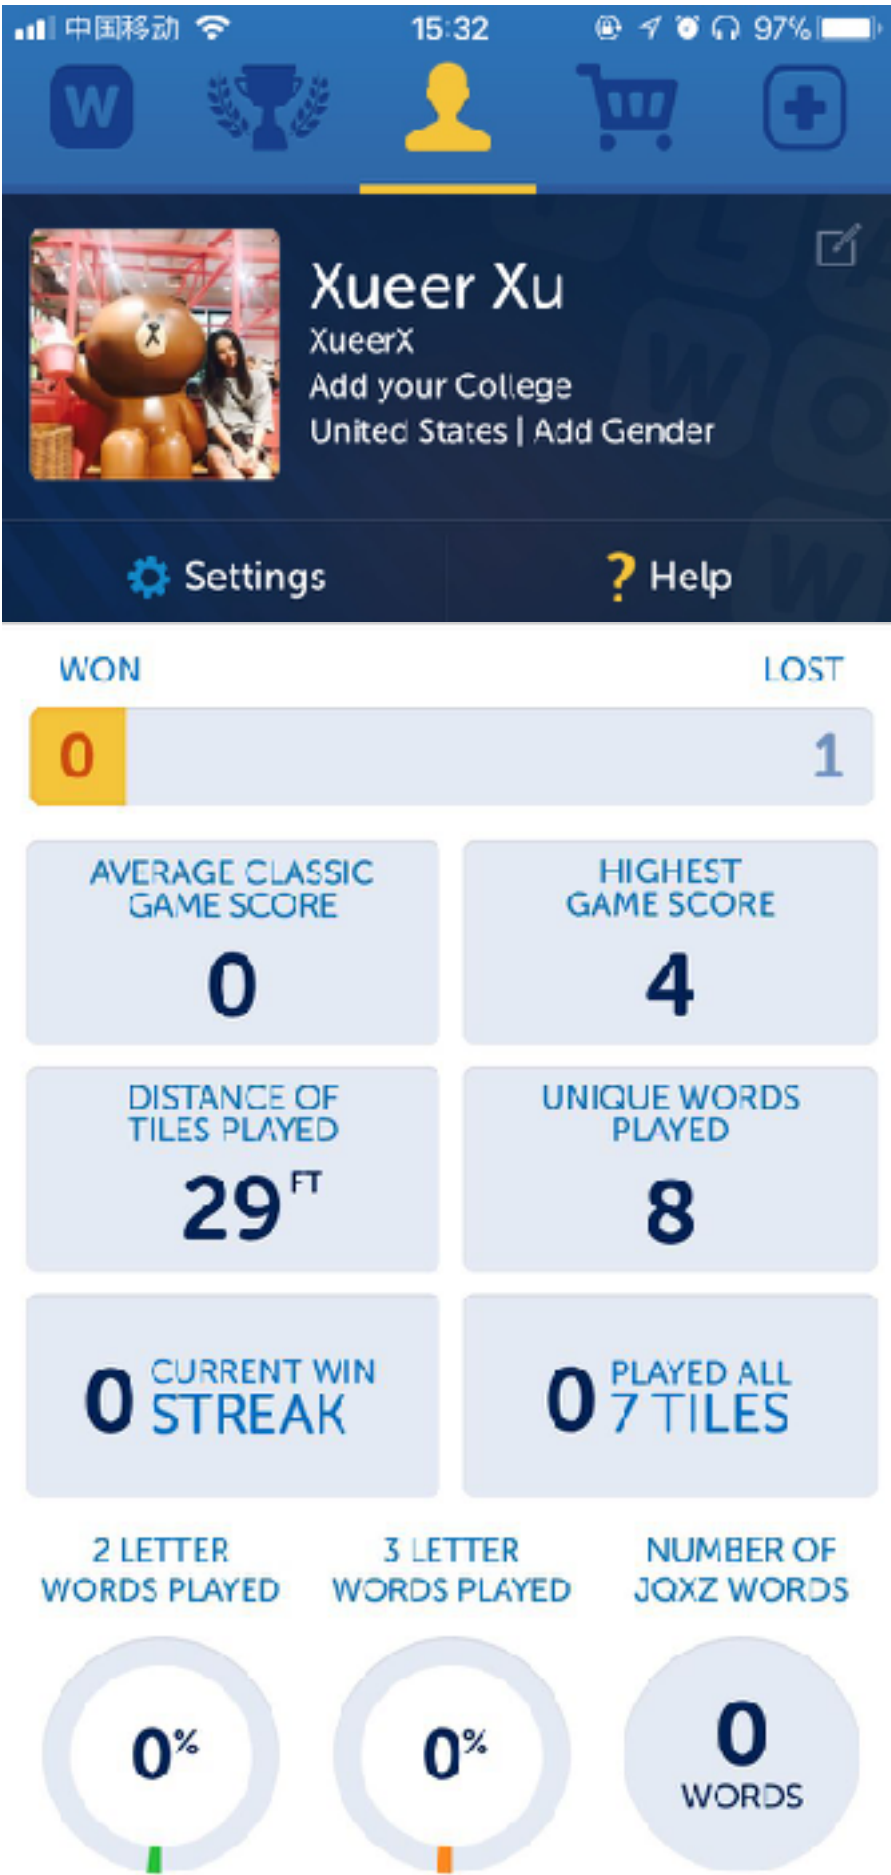 中国移动 15:32 97%
W
Xueer Xu
XueerX
Add your College
United States | Add Gender
Settings ? Help
WON LOST
0 1
AVERAGE CLASSIC
GAME SCORE
0
HIGHEST
GAME SCORE
4
DISTANCE OF
TILES PLAYED
29 FT
UNIQUE WORDS
PLAYED
8
0 CURRENT WIN
STREAK
0 PLAYED ALL
7 TILES
2 LETTER
WORDS PLAYED
0%
3 LETTER
WORDS PLAYED
0%
NUMBER OF
JQXZ WORDS
0
WORDS